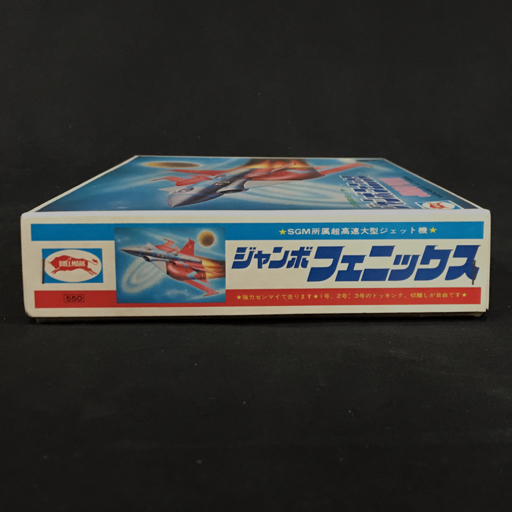 BULLMARK
550
★SGM所属超高速大型ジェット機★
ジャンボフェニックス
★強力ゼンマイで走ります★1号、2号、3号のドッキング、切離しが自由です★